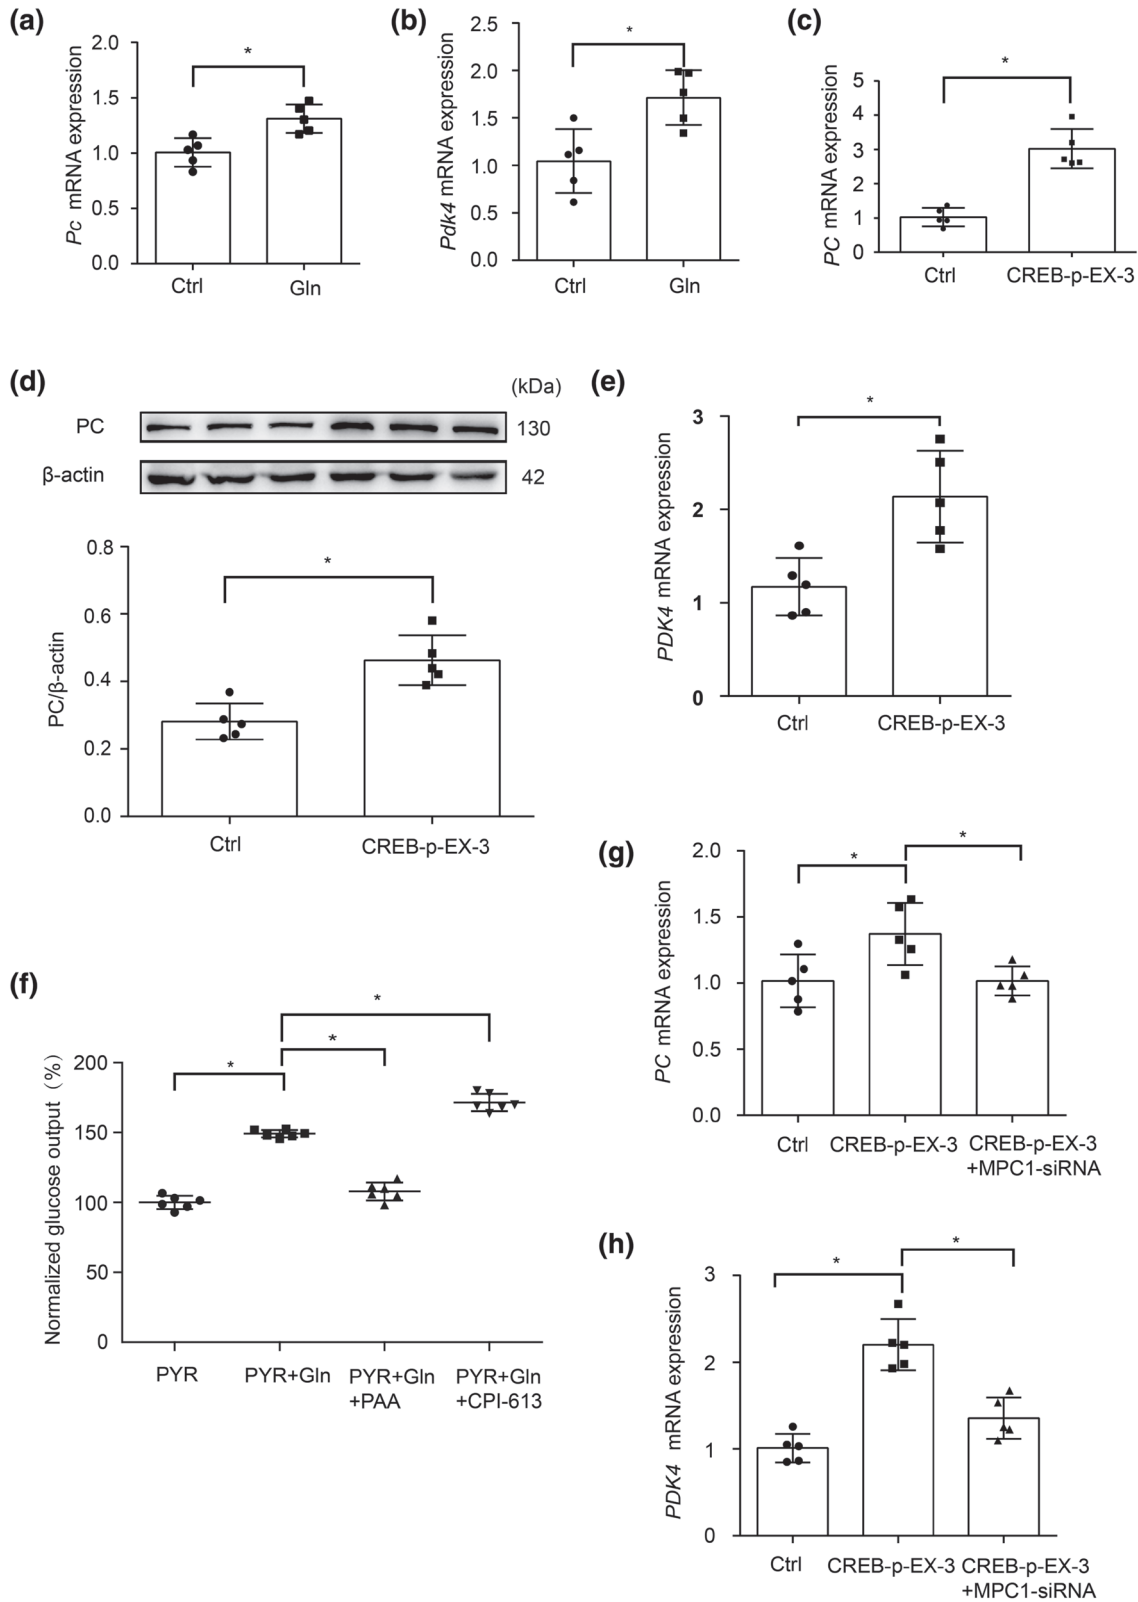 (a)
2.0
1.5
1.0
0.5
0.0
Pc mRNA expression
*
Ctrl
Gln
(b)
2.5
2.0
1.5
1.0
0.5
0.0
Pdk4 mRNA expression
*
Ctrl
Gln
(c)
5
4
3
2
1
0
PC mRNA expression
*
Ctrl
CREB-p-EX-3
(d)
(kDa)
PC
130
β-actin
42
0.8
0.6
0.4
0.2
0.0
PC/β-actin
*
Ctrl
CREB-p-EX-3
(e)
3
2
1
0
PDK4 mRNA expression
*
Ctrl
CREB-p-EX-3
(f)
200
150
100
50
0
Normalized glucose output (%)
*
*
*
PYR
PYR+Gln
PYR+Gln
+PAA
PYR+Gln
+CPI-613
(g)
2.0
1.5
1.0
0.5
0.0
PC mRNA expression
*
*
Ctrl
CREB-p-EX-3
CREB-p-EX-3
+MPC1-siRNA
(h)
3
2
1
0
PDK4 mRNA expression
*
*
Ctrl
CREB-p-EX-3
CREB-p-EX-3
+MPC1-siRNA